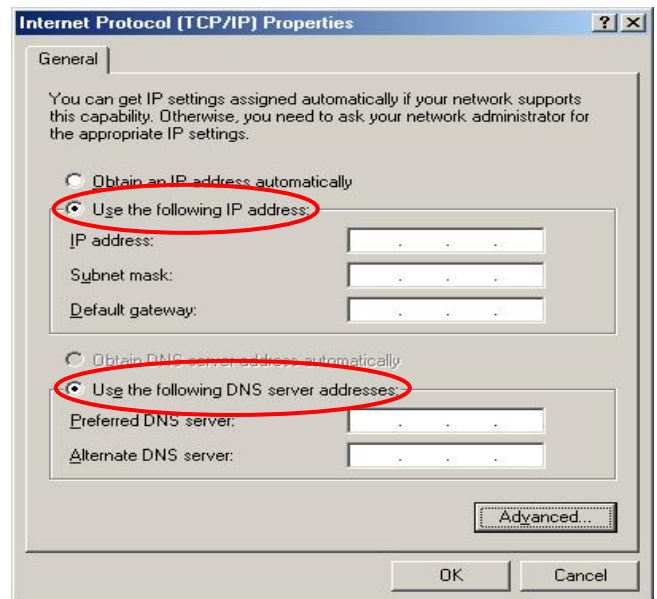 Internet Protocol (TCP/IP) Properties
General
You can get IP settings assigned automatically if your network supports
this capability. Otherwise, you need to ask your network administrator for
the appropriate IP settings.
Obtain an IP address automatically
Use the following IP address:
IP address:
Subnet mask:
Default gateway:
Obtain DNS server address automatically
Use the following DNS server addresses:
Preferred DNS server:
Alternate DNS server:
Advanced...
OK Cancel